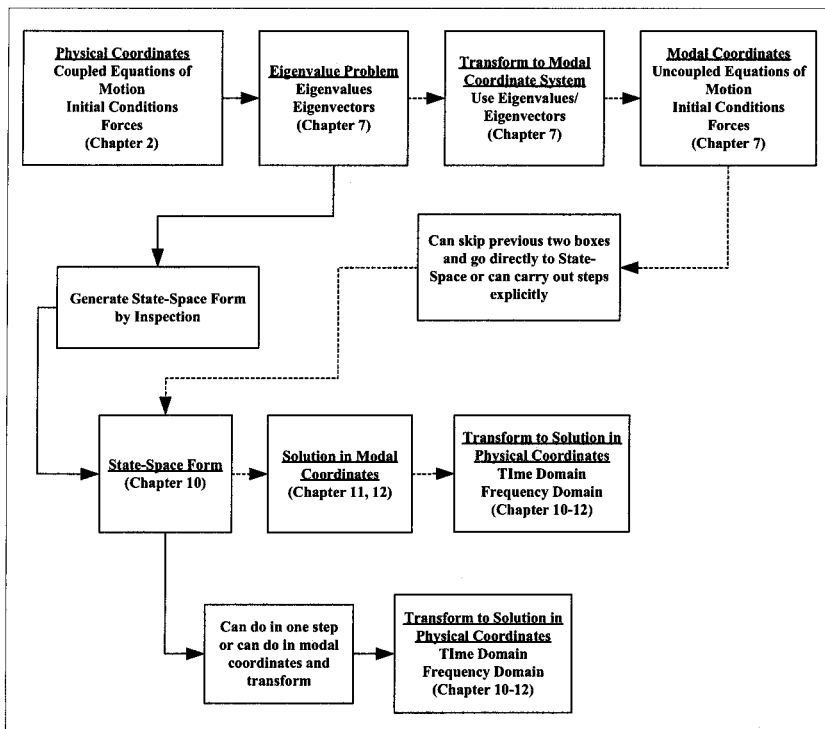 Physical Coordinates
Coupled Equations of
Motion
Initial Conditions
Forces
(Chapter 2)
Eigenvalue Problem
Eigenvalues
Eigenvectors
(Chapter 7)
Transform to Modal
Coordinate System
Use Eigenvalues/
Eigenvectors
(Chapter 7)
Modal Coordinates
Uncoupled Equations of
Motion
Initial Conditions
Forces
(Chapter 7)
Can skip previous two boxes
and go directly to State-
Space or can carry out steps
explicitly
Generate State-Space Form
by Inspection
State-Space Form
(Chapter 10)
Solution in Modal
Coordinates
(Chapter 11, 12)
Transform to Solution in
Physical Coordinates
TIme Domain
Frequency Domain
(Chapter 10-12)
Can do in one step
or can do in modal
coordinates and
transform
Transform to Solution in
Physical Coordinates
TIme Domain
Frequency Domain
(Chapter 10-12)